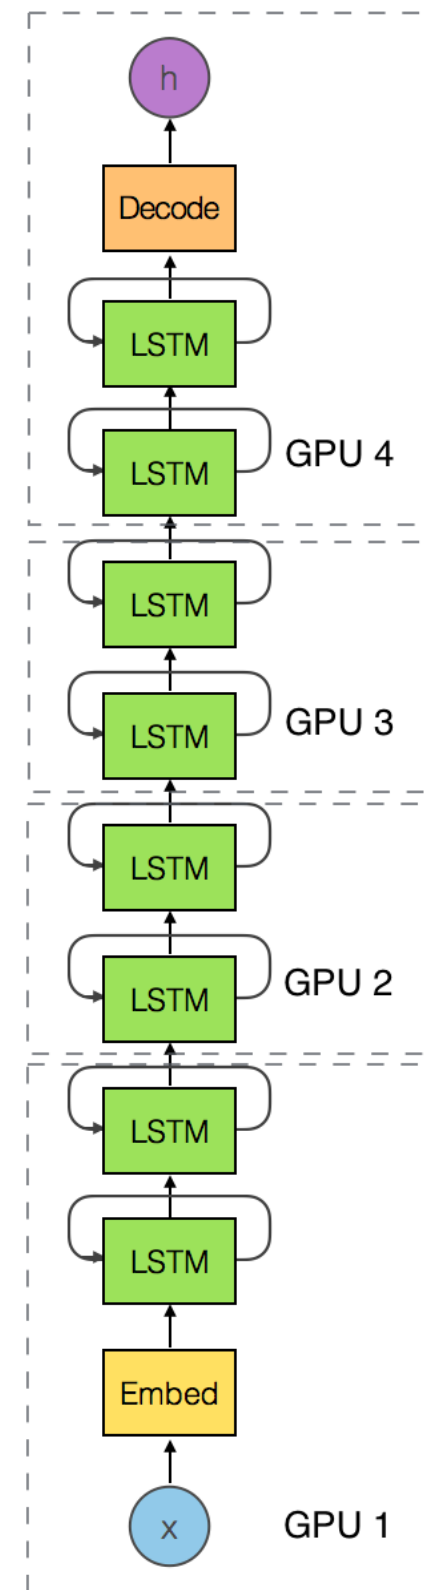 h
Decode
LSTM
LSTM
GPU 4
LSTM
LSTM
GPU 3
LSTM
LSTM
GPU 2
LSTM
LSTM
Embed
x
GPU 1